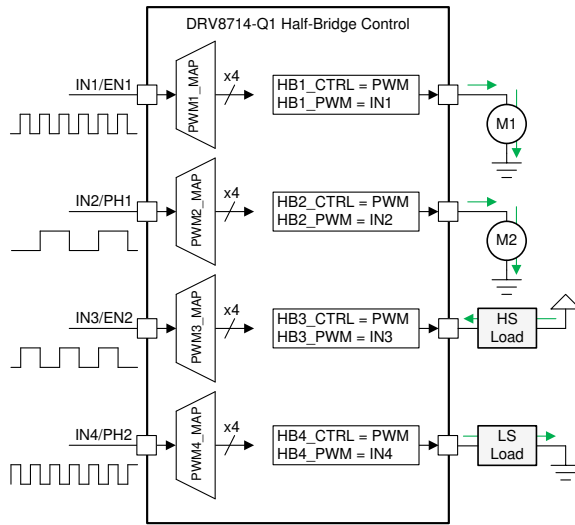 DRV8714-Q1 Half-Bridge Control
IN1/EN1
PWM1_MAP
x4
HB1_CTRL = PWM
HB1_PWM = IN1
M1
IN2/PH1
PWM2_MAP
x4
HB2_CTRL = PWM
HB2_PWM = IN2
M2
IN3/EN2
PWM3_MAP
x4
HB3_CTRL = PWM
HB3_PWM = IN3
HS
Load
IN4/PH2
PWM4_MAP
x4
HB4_CTRL = PWM
HB4_PWM = IN4
LS
Load